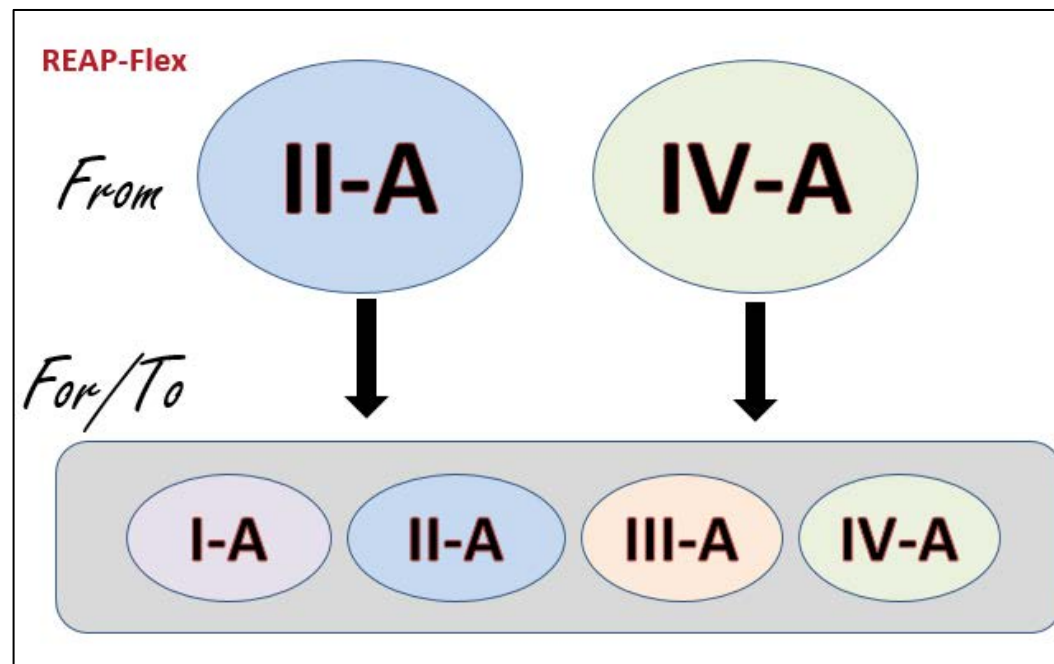 REAP-Flex
From
II-A
IV-A
For/To
I-A
II-A
III-A
IV-A